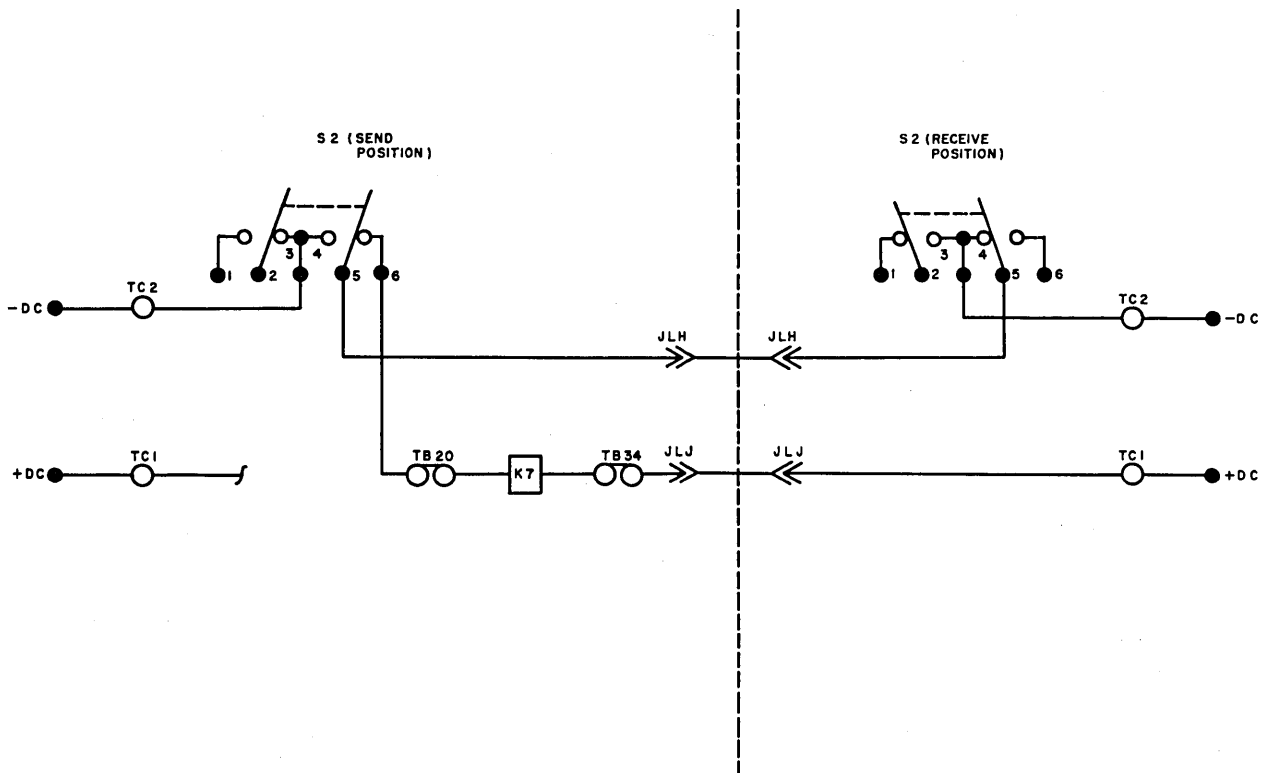 S2 (SEND
POSITION)
S2 (RECEIVE
POSITION)
1 2 3 4 5 6
1 2 3 4 5 6
-DC TC2
TC2 -DC
JLH JLH
+DC TC1
TB20 K7 TB34 JLJ JLJ
TC1 +DC